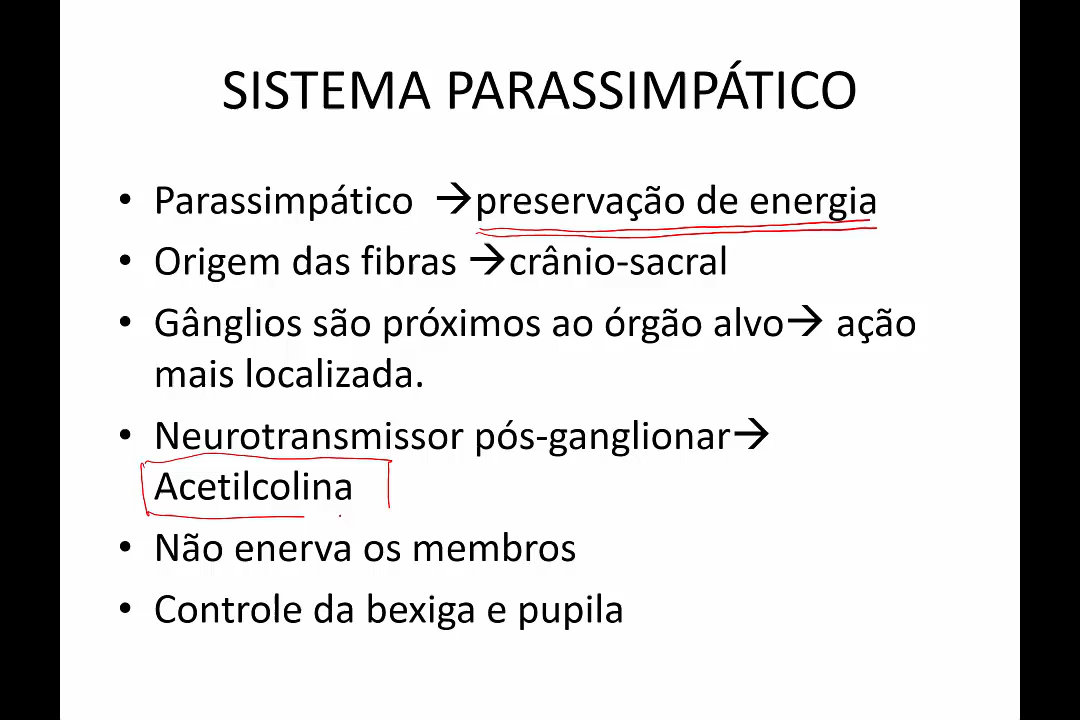 SISTEMA PARASSIMPÁTICO
• Parassimpático →preservação de energia
• Origem das fibras →crânio-sacral
• Gânglios são próximos ao órgão alvo→ ação
mais localizada.
• Neurotransmissor pós-ganglionar→
Acetilcolina
• Não enerva os membros
• Controle da bexiga e pupila